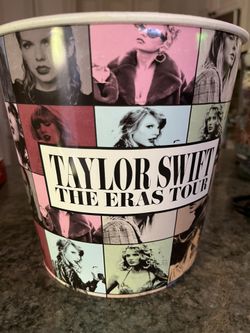 TAYLOR SWIFT
THE ERAS TOUR